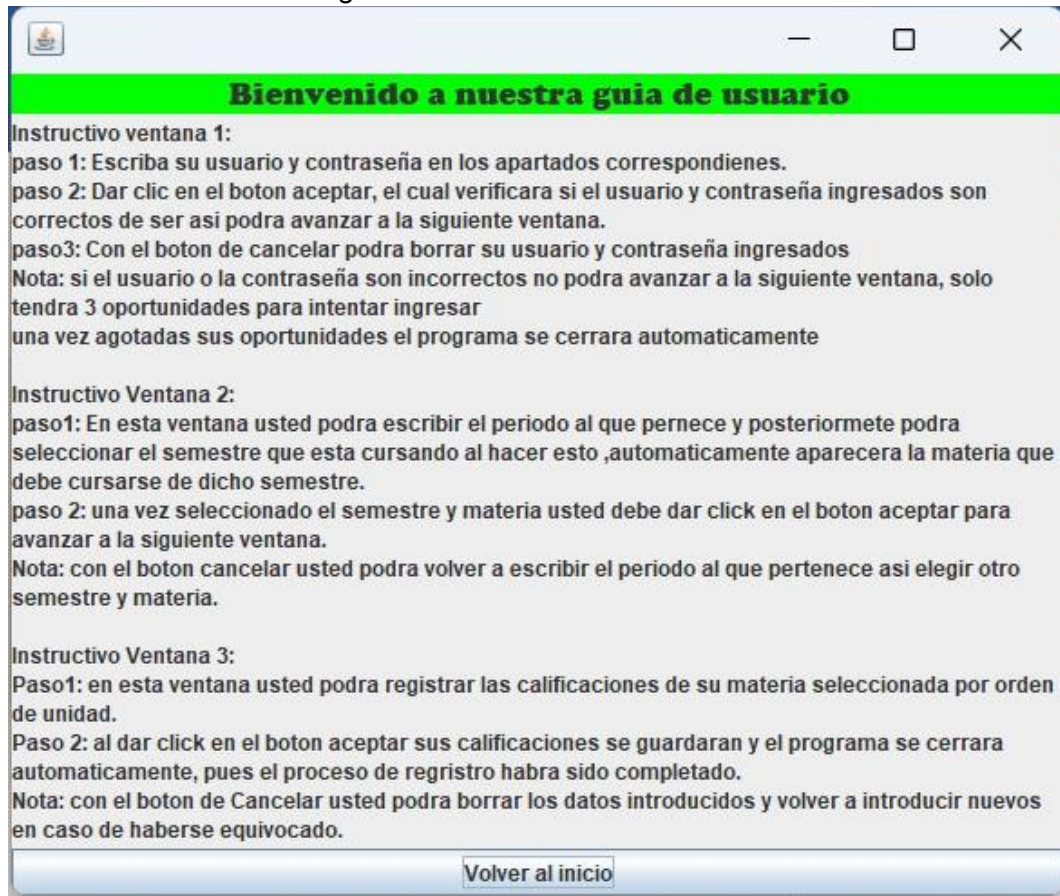 Bienvenido a nuestra guia de usuario
Instructivo ventana 1:
paso 1: Escriba su usuario y contraseña en los apartados correspondienes.
paso 2: Dar clic en el boton aceptar, el cual verificara si el usuario y contraseña ingresados son
correctos de ser asi podra avanzar a la siguiente ventana.
paso3: Con el boton de cancelar podra borrar su usuario y contraseña ingresados
Nota: si el usuario o la contraseña son incorrectos no podra avanzar a la siguiente ventana, solo
tendra 3 oportunidades para intentar ingresar
una vez agotadas sus oportunidades el programa se cerrara automaticamente
Instructivo Ventana 2:
paso1: En esta ventana usted podra escribir el periodo al que pernece y posteriormete podra
seleccionar el semestre que esta cursando al hacer esto ,automaticamente aparecera la materia que
debe cursarse de dicho semestre.
paso 2: una vez seleccionado el semestre y materia usted debe dar click en el boton aceptar para
avanzar a la siguiente ventana.
Nota: con el boton cancelar usted podra volver a escribir el periodo al que pertenece asi elegir otro
semestre y materia.
Instructivo Ventana 3:
Paso1: en esta ventana usted podra registrar las calificaciones de su materia seleccionada por orden
de unidad.
Paso 2: al dar click en el boton aceptar sus calificaciones se guardaran y el programa se cerrara
automaticamente, pues el proceso de regristro habra sido completado.
Nota: con el boton de Cancelar usted podra borrar los datos introducidos y volver a introducir nuevos
en caso de haberse equivocado.
Volver al inicio